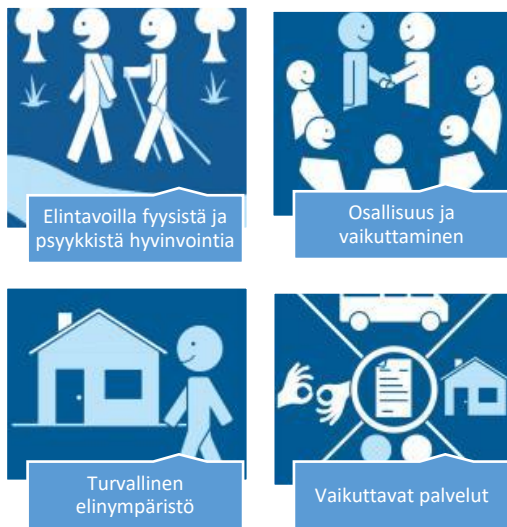 Elintavoilla fyysistä ja
psyykkistä hyvinvointia
Osallisuus ja
vaikuttaminen
Turvallinen
elinympäristö
Vaikuttavat palvelut